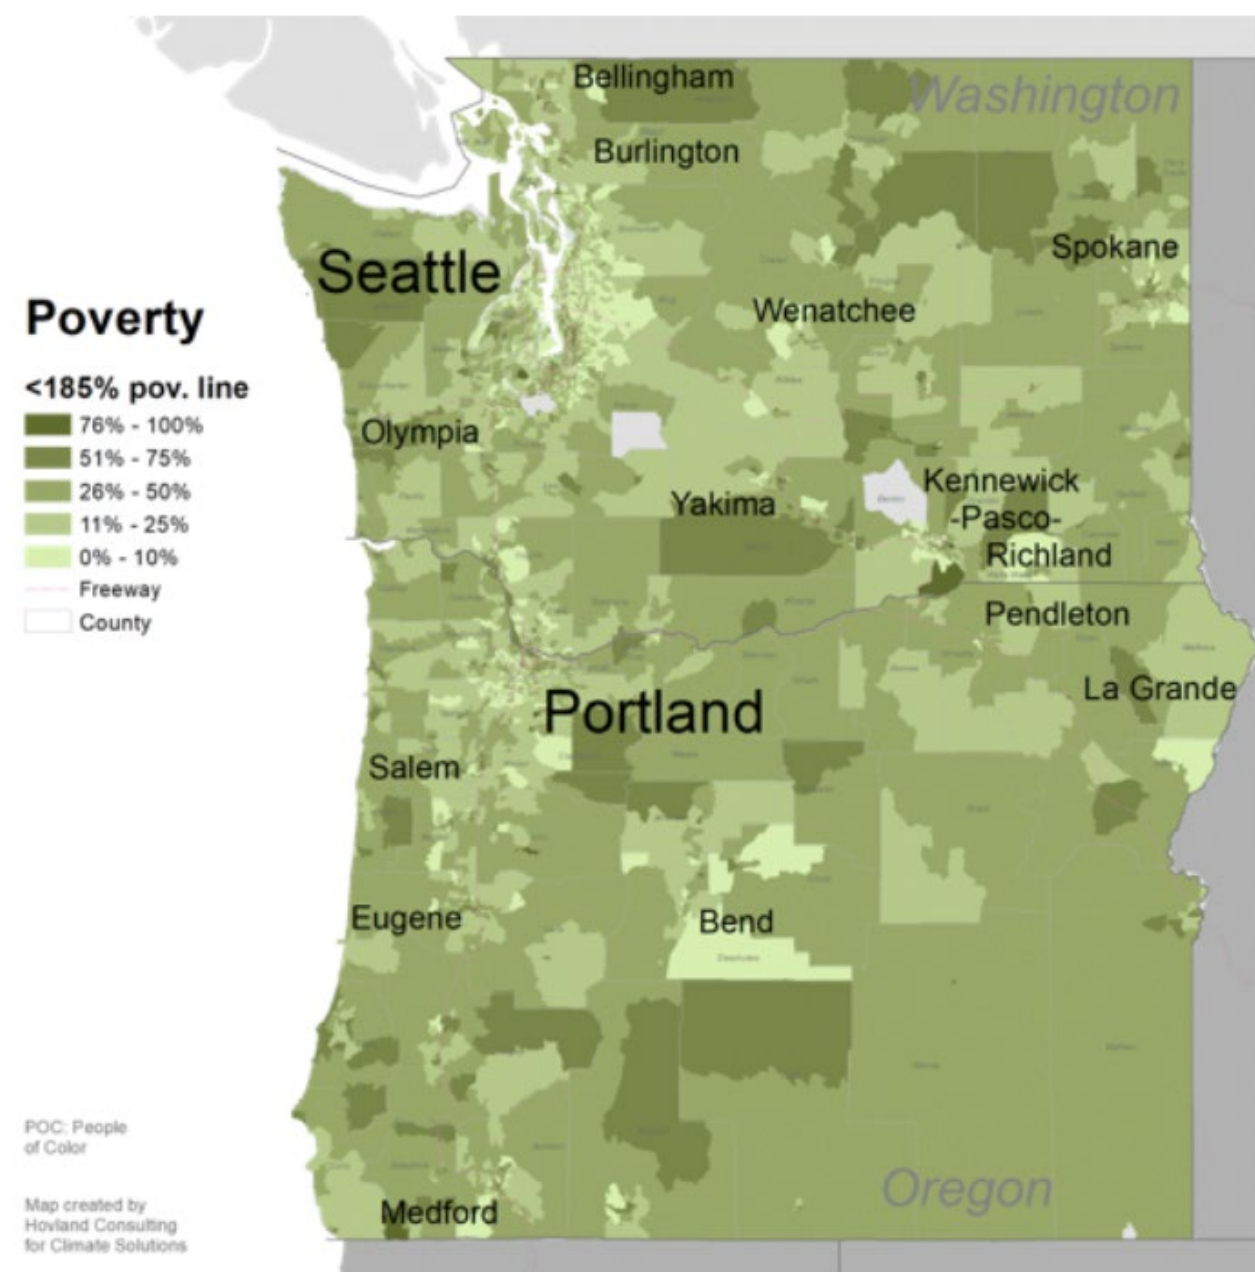 Bellingham
Washington
Burlington
Seattle
Spokane
Wenatchee
Poverty
<185% pov. line
76% - 100%
51% - 75%
26% - 50%
11% - 25%
0% - 10%
Freeway
County
Olympia
Yakima
Kennewick
-Pasco-
Richland
Pendleton
La Grande
Portland
Salem
Eugene
Bend
Deschutes
Oregon
Medford
POC: People
of Color
Map created by
Hovland Consulting
for Climate Solutions